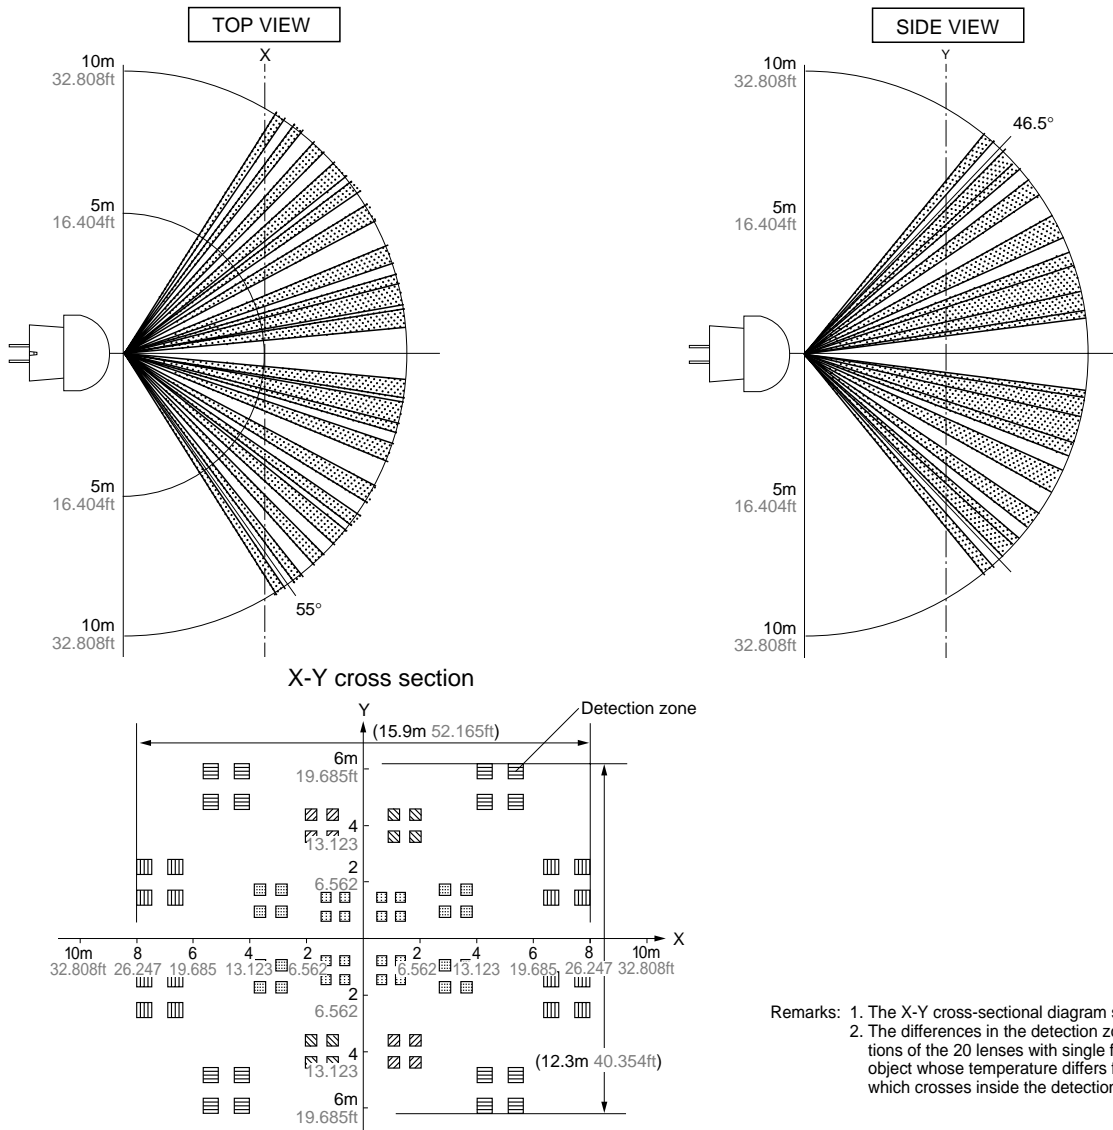 TOP VIEW
X
10m
32.808ft
5m
16.404ft
5m
16.404ft
55°
10m
32.808ft
SIDE VIEW
Y
10m
32.808ft
46.5°
5m
16.404ft
5m
16.404ft
10m
32.808ft
X-Y cross section
Y
Detection zone
(15.9m 52.165ft)
6m
19.685ft
4
13.123
2
6.562
X
10m 8 6 4 2 2 4 6 8 10m
32.808ft 26.247 19.685 13.123 6.562 6.562 13.123 19.685 26.247 32.808ft
2
6.562
4
13.123
(12.3m 40.354ft)
6m
19.685ft
Remarks: 1. The X-Y cross-sectional diagram
2. The differences in the detection
tions of the 20 lenses with single
object whose temperature differs
which crosses inside the detection